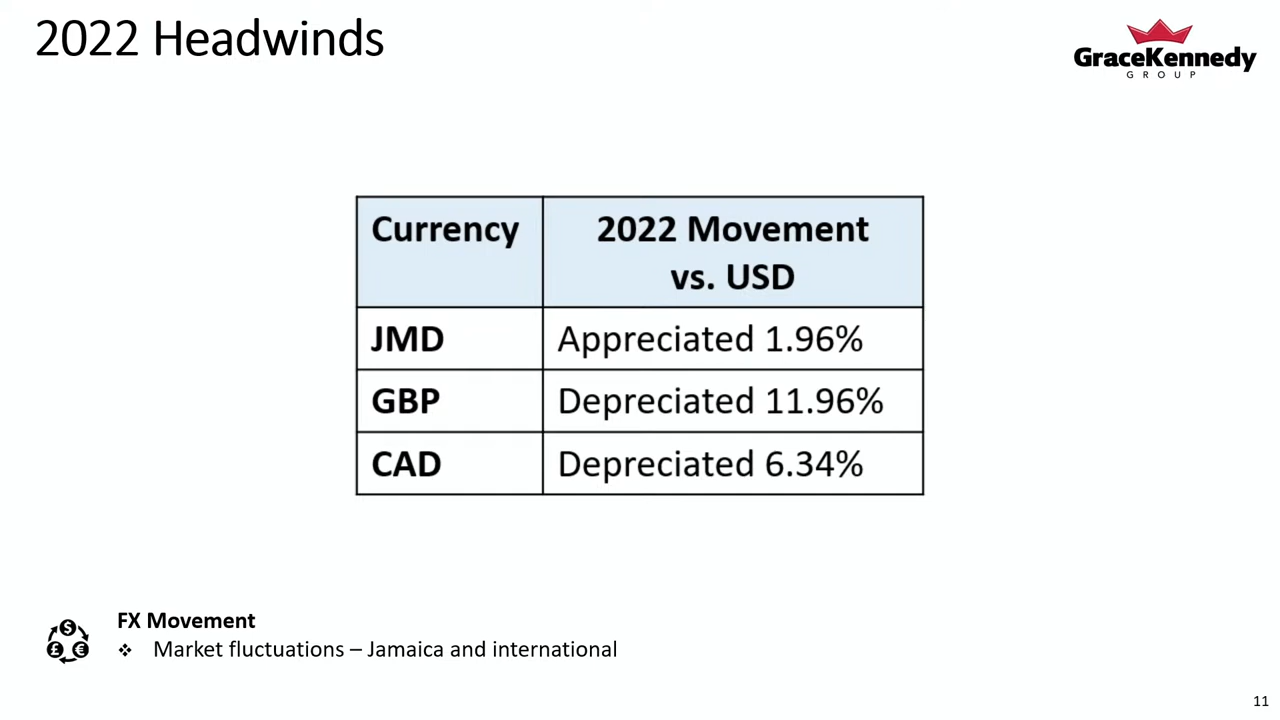 2022 Headwinds
GraceKennedy
GROUP
Currency
2022 Movement
vs. USD
JMD
Appreciated 1.96%
GBP
Depreciated 11.96%
CAD
Depreciated 6.34%
$
£
€
FX Movement
❖ Market fluctuations – Jamaica and international
11